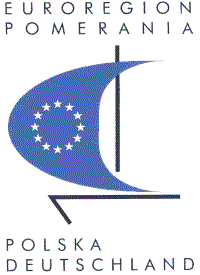 EUROREGION
POMERANIA
POLSKA
DEUTSCHLAND